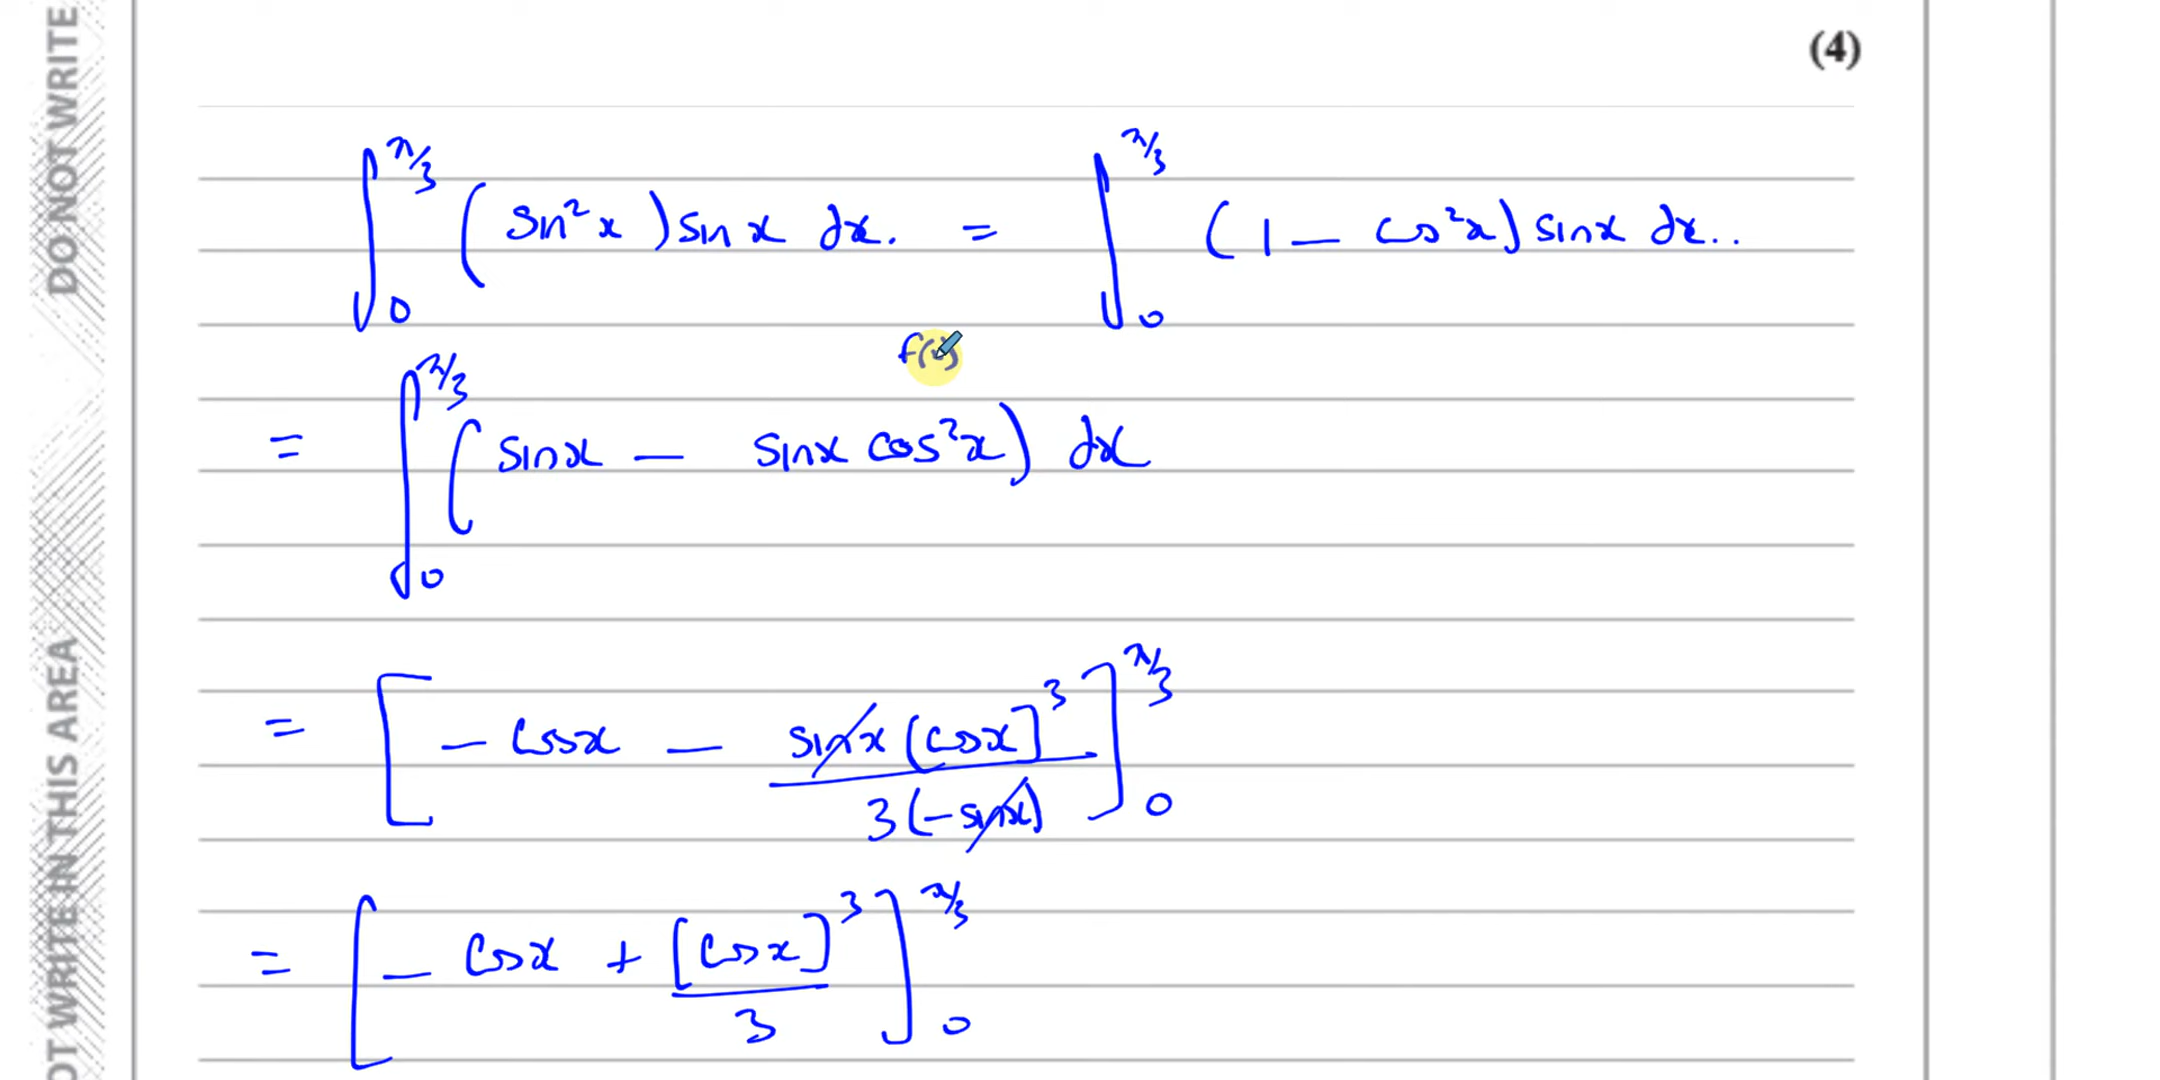 (4)
∫₀^{π/3} (sin²x) sinx dx. = ∫₀^{π/3} (1 − cos²x) sinx dx..
f(x)
= ∫₀^{π/3} (sinx − sinx cos²x) dx
= [−cosx − sinx [cosx]³ / 3(−sinx)]₀^{π/3}
= [−cosx + [cosx]³ / 3]₀^{π/3}
DO NOT WRITE
OT WRITE IN THIS AREA